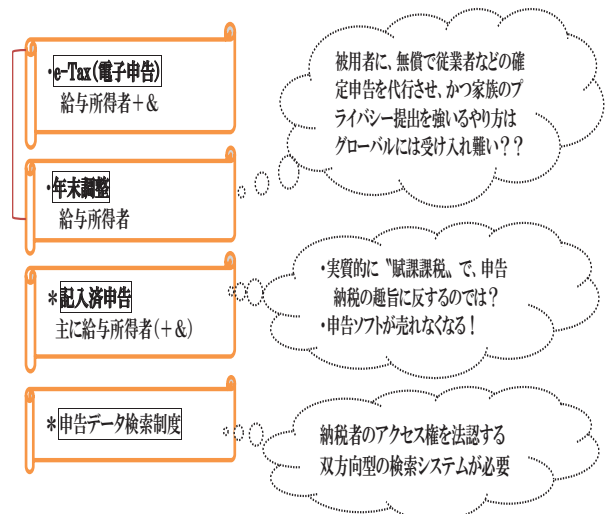 ・e-Tax(電子申告)
給与所得者＋&
・年末調整
給与所得者
＊記入済申告
主に給与所得者(＋&)
＊申告データ検索制度
被用者に、無償で従業者などの確
定申告を代行させ、かつ家族のプ
ライバシー提出を強いるやり方は
グローバルには受け入れ難い？？
・実質的に〝賦課課税〟で、申告
納税の趣旨に反するのでは？
・申告ソフトが売れなくなる！
納税者のアクセス権を法認する
双方向型の検索システムが必要